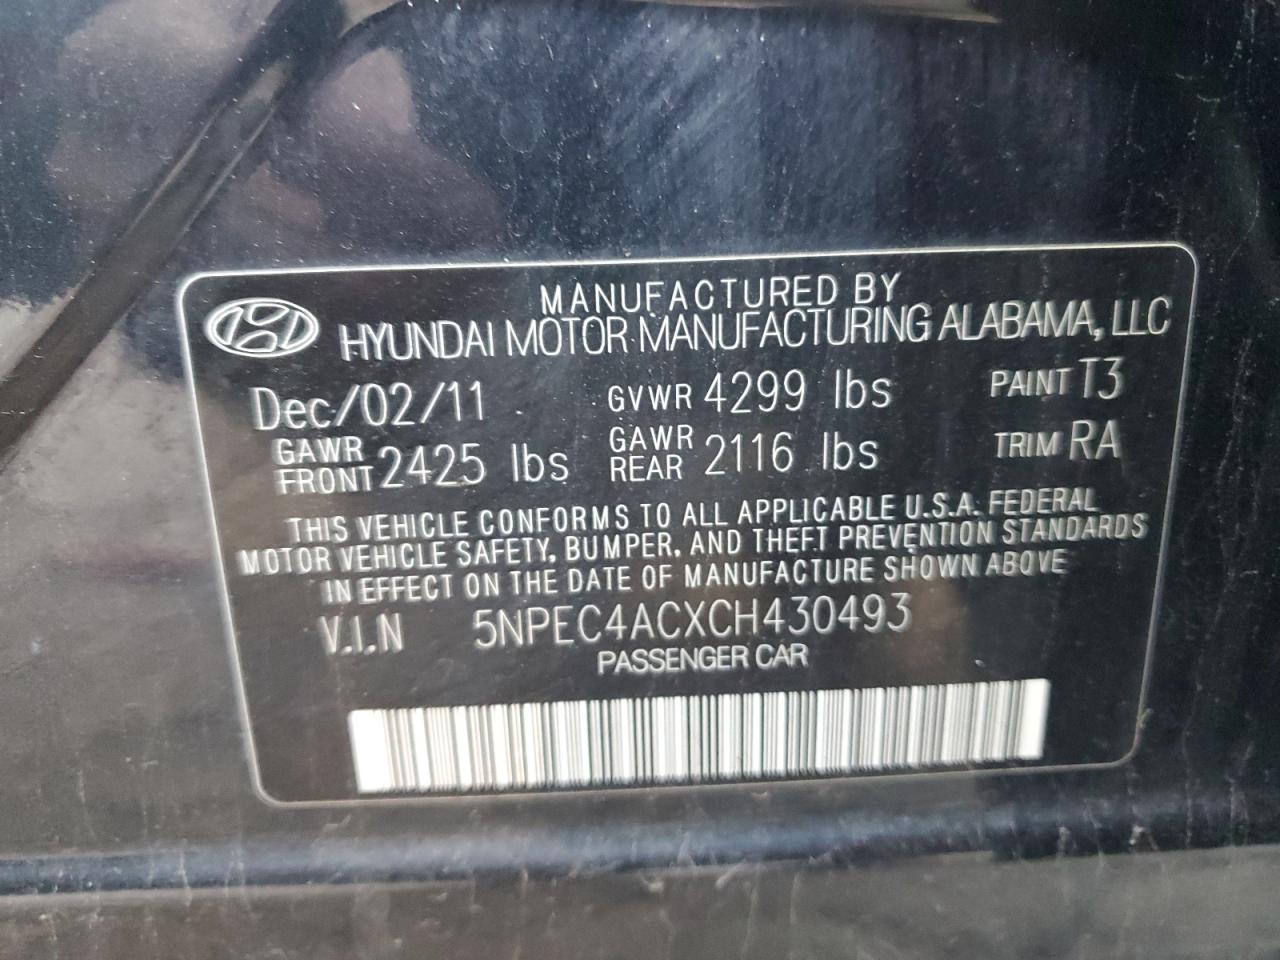 MANUFACTURED BY
HYUNDAI MOTOR MANUFACTURING ALABAMA, LLC
Dec/02/11 GVWR 4299 lbs PAINT T3
GAWR FRONT 2425 lbs GAWR REAR 2116 lbs TRIM RA
THIS VEHICLE CONFORMS TO ALL APPLICABLE U.S.A. FEDERAL
MOTOR VEHICLE SAFETY, BUMPER, AND THEFT PREVENTION STANDARDS
IN EFFECT ON THE DATE OF MANUFACTURE SHOWN ABOVE
V.I.N 5NPEC4ACXCH430493
PASSENGER CAR